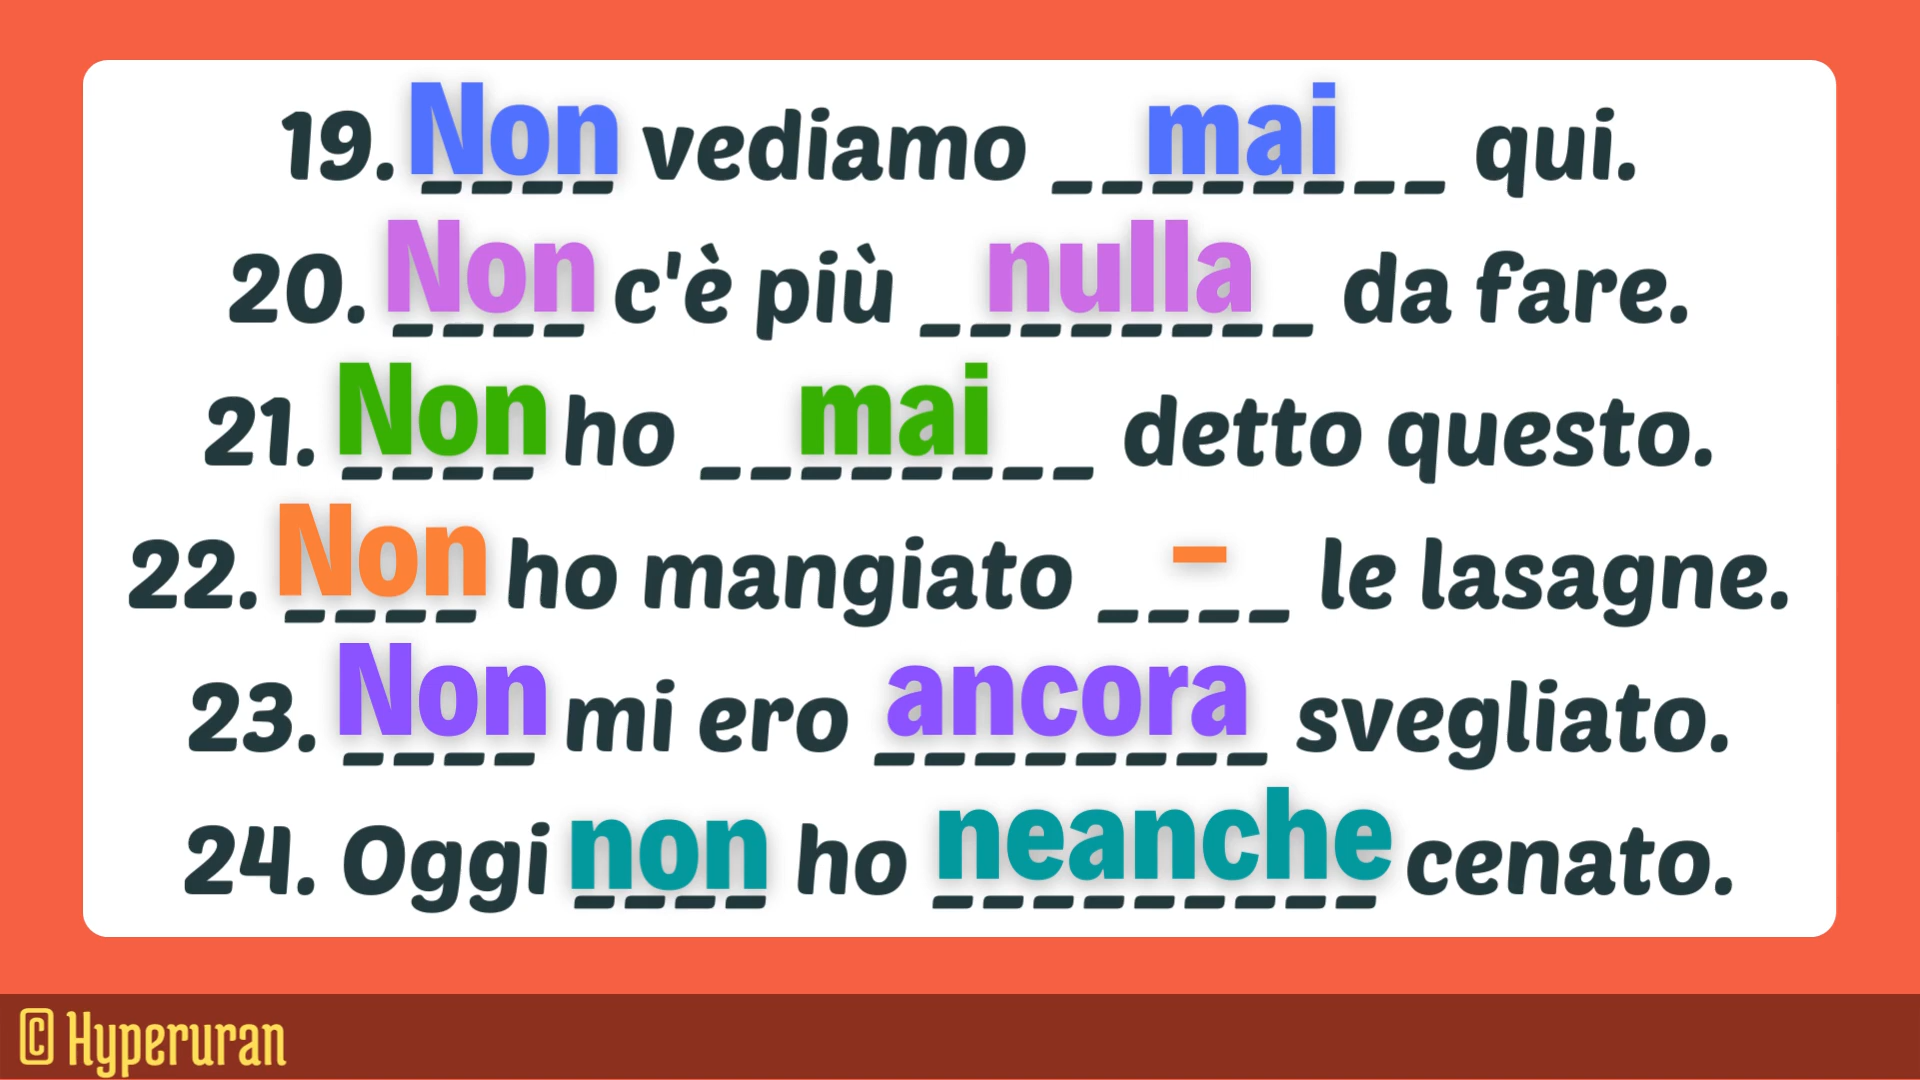 19. Non vediamo mai qui.
20. Non c'è più nulla da fare.
21. Non ho mai detto questo.
22. Non ho mangiato – le lasagne.
23. Non mi ero ancora svegliato.
24. Oggi non ho neanche cenato.
© Hyperuran